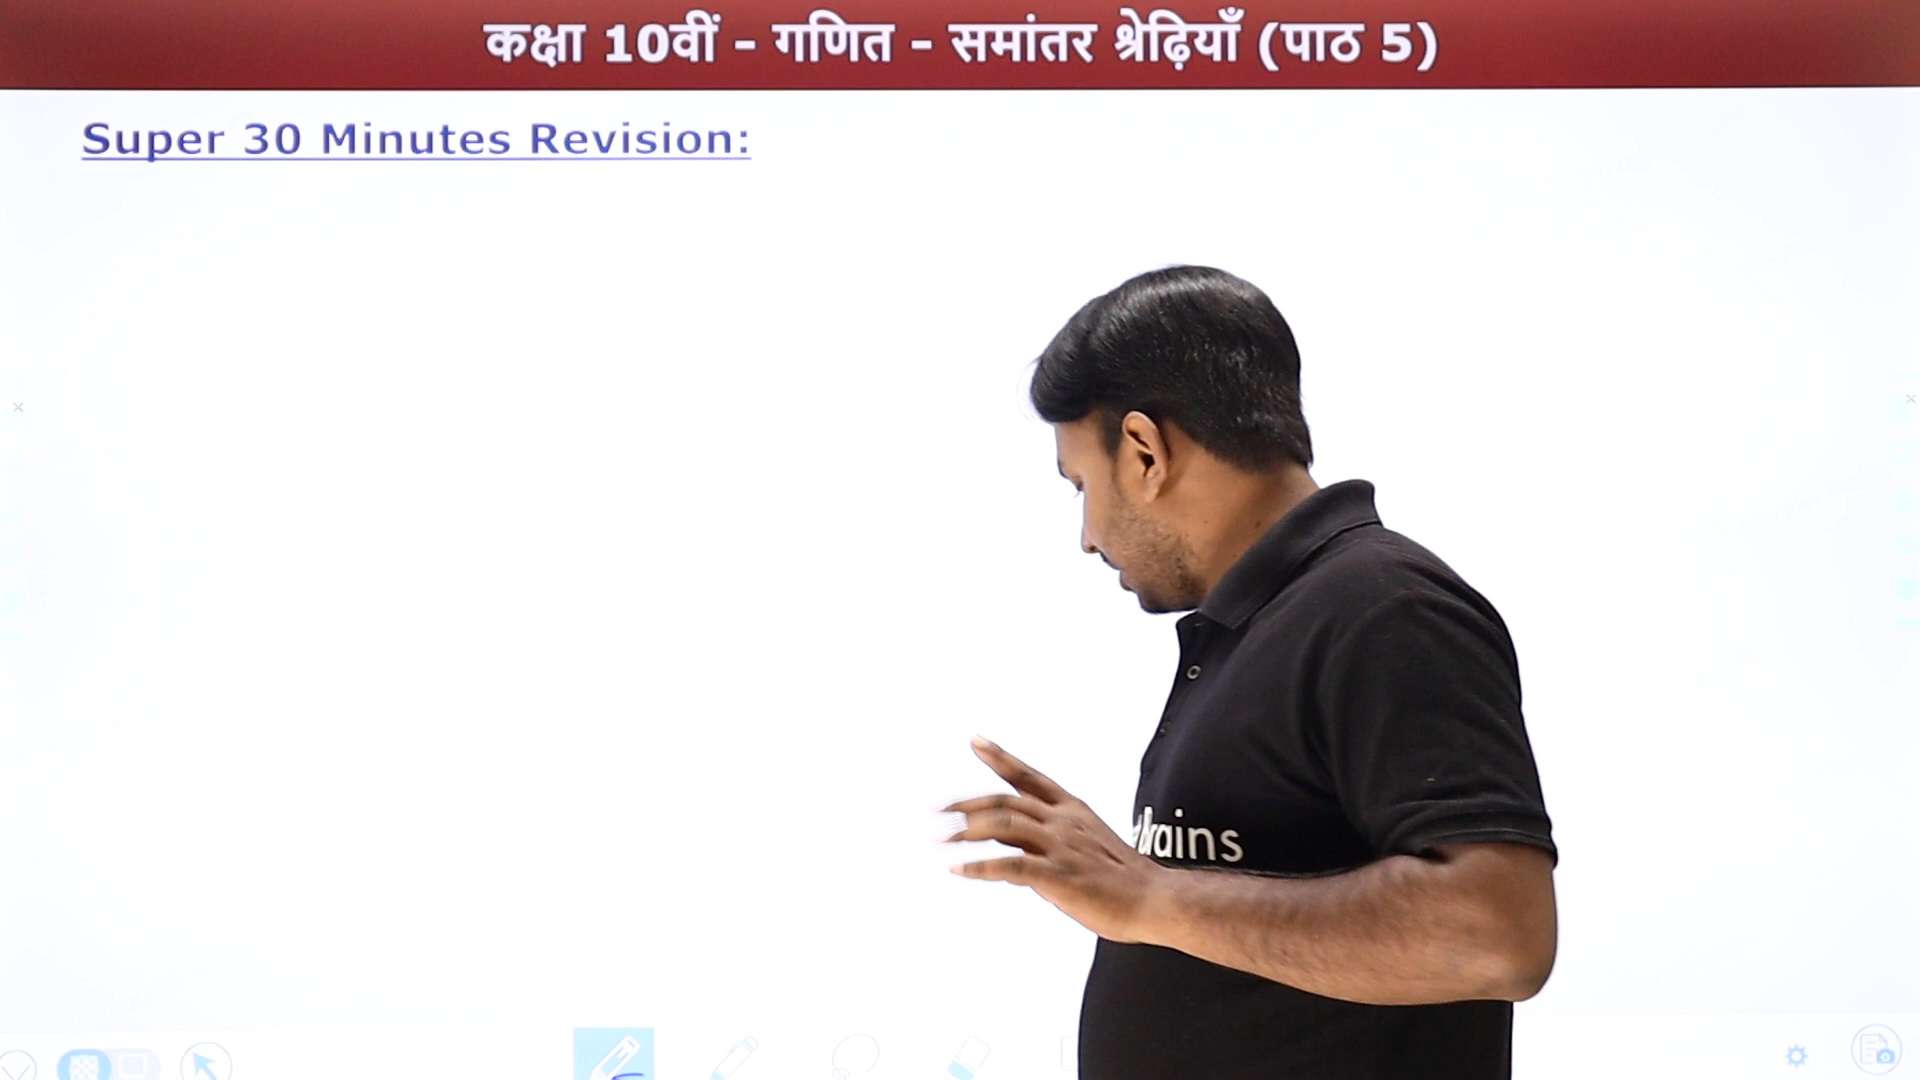 कक्षा 10वीं - गणित - समांतर श्रेढ़ियाँ (पाठ 5)
Super 30 Minutes Revision: